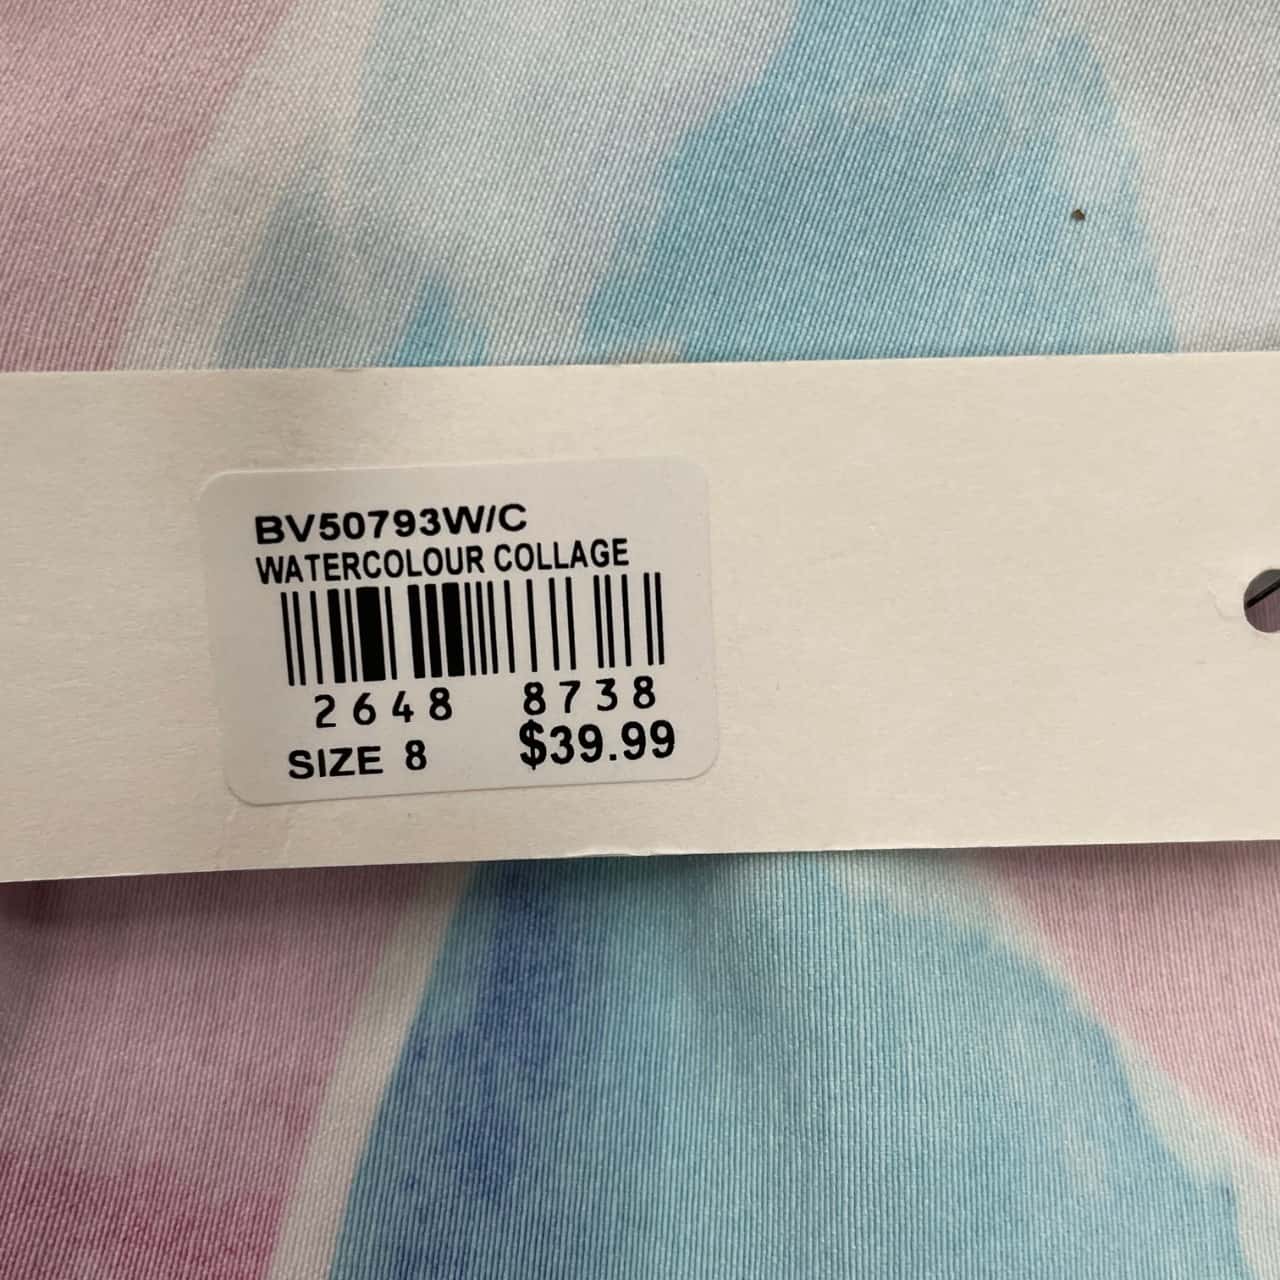 BV50793W/C
WATERCOLOUR COLLAGE
2648 8738
SIZE 8 $39.99